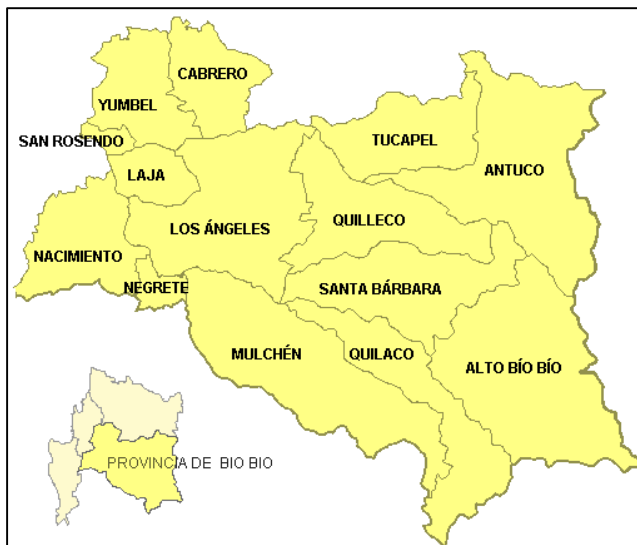 CABRERO
YUMBEL
SAN ROSENDO
TUCAPEL
LAJA
ANTUCO
LOS ÁNGELES
QUILLECO
NACIMIENTO
NEGRETE
SANTA BÁRBARA
MULCHÉN
QUILACO
ALTO BÍO BÍO
PROVINCIA DE BIO BIO